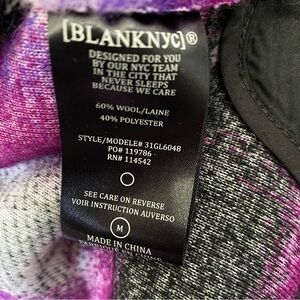 [BLANKNYC]®
DESIGNED FOR YOU
BY OUR NYC TEAM
IN THE CITY THAT
NEVER SLEEPS
BECAUSE WE CARE
60% WOOL/LAINE
40% POLYESTER
STYLE/MODELE# 31GL6048
PO# 119786
RN# 114542
SEE CARE ON REVERSE
VOIR INSTRUCTION AUVERSO
M
MADE IN CHINA